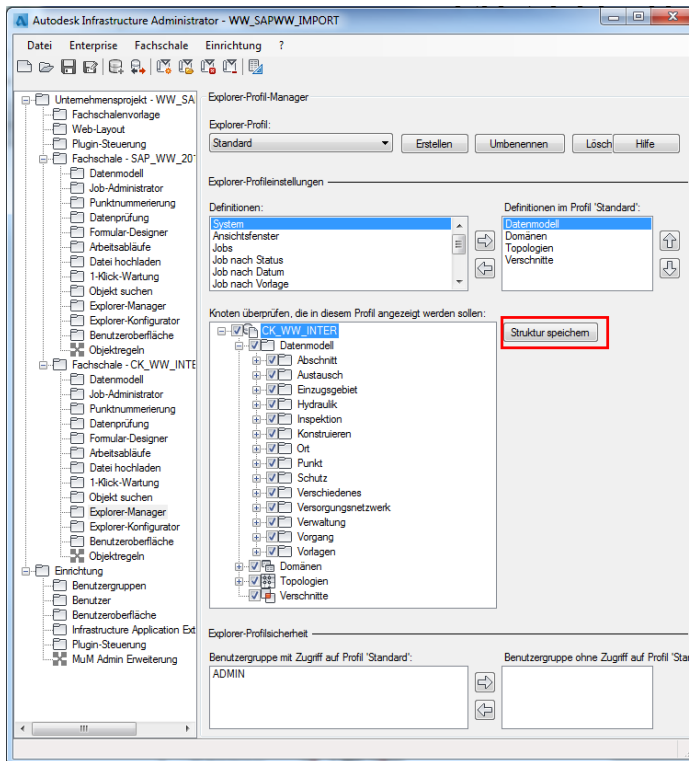 Autodesk Infrastructure Administrator - WW_SAPWW_IMPORT
Datei Enterprise Fachschale Einrichtung ?
Unternehmensprojekt - WW_SA
Fachschalenvorlage
Web-Layout
Plugin-Steuerung
Fachschale - SAP_WW_20
Datenmodell
Job-Administrator
Punktnummerierung
Datenprüfung
Formular-Designer
Arbeitsabläufe
Datei hochladen
1-Klick-Wartung
Objekt suchen
Explorer-Manager
Explorer-Konfigurator
Benutzeroberfläche
Objektregeln
Fachschale - CK_WW_INTE
Datenmodell
Job-Administrator
Punktnummerierung
Datenprüfung
Formular-Designer
Arbeitsabläufe
Datei hochladen
1-Klick-Wartung
Objekt suchen
Explorer-Manager
Explorer-Konfigurator
Benutzeroberfläche
Objektregeln
Einrichtung
Benutzergruppen
Benutzer
Benutzeroberfläche
Infrastructure Application Ext
Plugin-Steuerung
MuM Admin Erweiterung
Explorer-Profil-Manager
Explorer-Profil:
Standard Erstellen Umbenennen Lösch Hilfe
Explorer-Profileinstellungen
Definitionen:
System
Ansichtsfenster
Jobs
Job nach Status
Job nach Datum
Job nach Vorlage
Definitionen im Profil 'Standard':
Datenmodell
Domänen
Topologien
Verschnitte
Knoten überprüfen, die in diesem Profil angezeigt werden sollen:
CK_WW_INTER
Datenmodell
Abschnitt
Austausch
Einzugsgebiet
Hydraulik
Inspektion
Konstruieren
Ort
Punkt
Schutz
Verschiedenes
Versorgungsnetzwerk
Verwaltung
Vorgang
Vorlagen
Domänen
Topologien
Verschnitte
Struktur speichern
Explorer-Profilsicherheit
Benutzergruppe mit Zugriff auf Profil 'Standard':
ADMIN
Benutzergruppe ohne Zugriff auf Profil 'Star